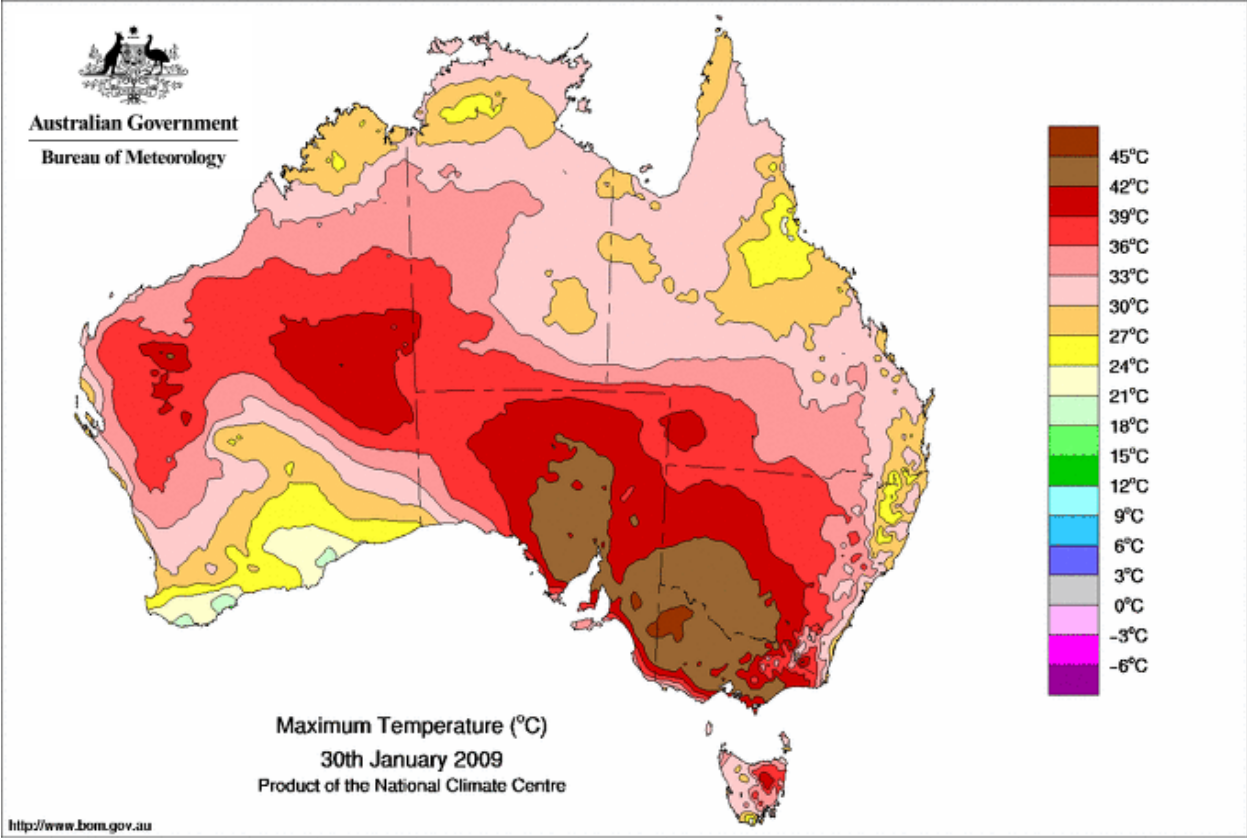 Australian Government
Bureau of Meteorology
45°C
42°C
39°C
36°C
33°C
30°C
27°C
24°C
21°C
18°C
15°C
12°C
9°C
6°C
3°C
0°C
-3°C
-6°C
Maximum Temperature (°C)
30th January 2009
Product of the National Climate Centre
http://www.bom.gov.au